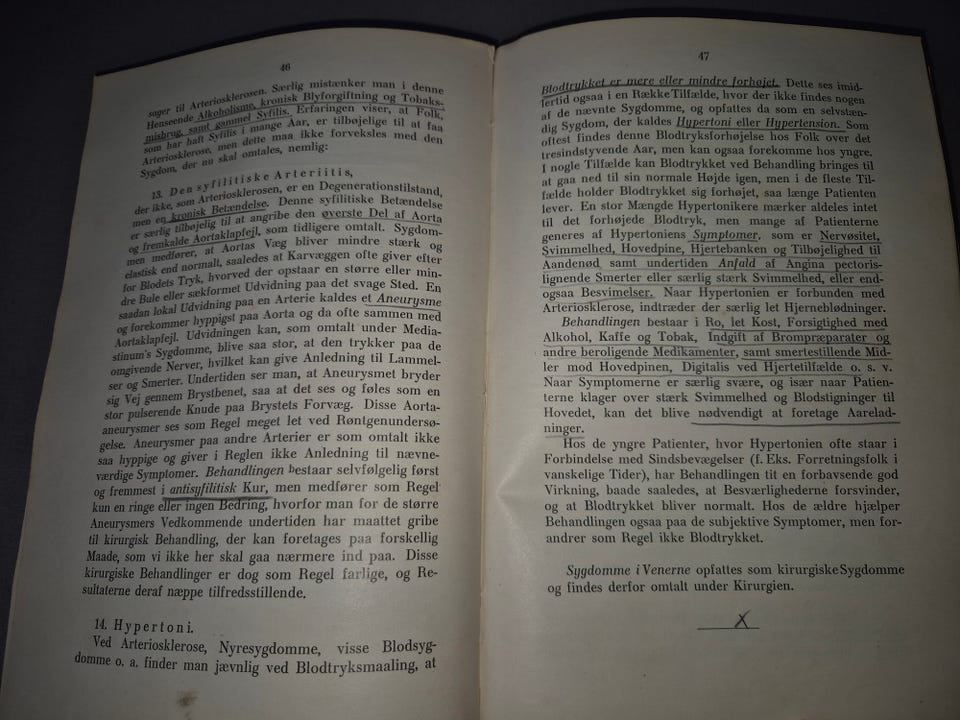 46
sager til Arteriosklerosen. Særlig mistænker man i denne
Henseende Alkoholisme, kronisk Blyforgiftning og Tobaks-
misbrug, samt gammel Syfilis. Erfaringen viser, at Folk,
som har haft Syfilis i mange Aar, er tilbøjelige til at faa
Arteriosklerose, men dette maa ikke forveksles med den
Sygdom, der nu skal omtales, nemlig:
13. Den syfilitiske Arteriitis,
der ikke, som Arteriosklerosen, er en Degenerationstilstand,
men en kronisk Betændelse. Denne syfilitiske Betændelse
er særlig tilbøjelig til at angribe den øverste Del af Aorta
og fremkalde Aortaklapfejl, som tidligere omtalt. Sygdom-
men medfører, at Aortas Væg bliver mindre stærk og
elastisk end normalt, saaledes at Karvæggen ofte giver efter
for Blodets Tryk, hvorved der opstaar en større eller min-
dre Bule eller sækformet Udvidning paa det svage Sted. En
saadan lokal Udvidning paa en Arterie kaldes et Aneurysme
og forekommer hyppigst paa Aorta og da ofte sammen med
Aortaklapfejl. Udvidningen kan, som omtalt under Media-
stinum's Sygdomme, blive saa stor, at den trykker paa de
omgivende Nerver, hvilket kan give Anledning til Lammel-
ser og Smerter. Undertiden ser man, at Aneurysmet bryder
sig Vej gennem Brystbenet, saa at det ses og føles som en
stor pulserende Knude paa Brystets Forvæg. Disse Aorta-
aneurysmer ses som Regel meget let ved Røntgenundersø-
gelse. Aneurysmer paa andre Arterier er som omtalt ikke
saa hyppige og giver i Reglen ikke Anledning til nævne-
værdige Symptomer. Behandlingen bestaar selvfølgelig først
og fremmest i antisyfilitisk Kur, men medfører som Regel
kun en ringe eller ingen Bedring, hvorfor man for de større
Aneurysmers Vedkommende undertiden har maattet gribe
til kirurgisk Behandling, der kan foretages paa forskellig
Maade, som vi ikke her skal gaa nærmere ind paa. Disse
kirurgiske Behandlinger er dog som Regel farlige, og Re-
sultaterne deraf næppe tilfredsstillende.
14. Hypertoni.
Ved Arteriosklerose, Nyresygdomme, visse Blodsyg-
domme o. a. finder man jævnlig ved Blodtryksmaaling, at
47
Blodtrykket er mere eller mindre forhøjet. Dette ses imid-
lertid ogsaa i en Række Tilfælde, hvor der ikke findes nogen
af de nævnte Sygdomme, og opfattes da som en selvstæn-
dig Sygdom, der kaldes Hypertoni eller Hypertension. Som
oftest findes denne Blodtryksforhøjelse hos Folk over det
tresindstyvende Aar, men kan ogsaa forekomme hos yngre.
I nogle Tilfælde kan Blodtrykket ved Behandling bringes til
at gaa ned til sin normale Højde igen, men i de fleste Til-
fælde holder Blodtrykket sig forhøjet, saa længe Patienten
lever. En stor Mængde Hypertonikere mærker aldeles intet
til det forhøjede Blodtryk, men mange af Patienterne
generes af Hypertoniens Symptomer, som er Nervøsitet,
Svimmelhed, Hovedpine, Hjertebanken og Tilbøjelighed til
Aandenød samt undertiden Anfald af Angina pectoris-
lignende Smerter eller særlig stærk Svimmelhed, eller end-
ogsaa Besvimelser. Naar Hypertonien er forbunden med
Arteriosklerose, indtræder der særlig let Hjerneblødninger.
Behandlingen bestaar i Ro, let Kost, Forsigtighed med
Alkohol, Kaffe og Tobak, Indgift af Brompræparater og
andre beroligende Medikamenter, samt smertestillende Mid-
ler mod Hovedpinen, Digitalis ved Hjertetilfælde o. s. v.
Naar Symptomerne er særlig svære, og især naar Patien-
terne klager over stærk Svimmelhed og Blodstigninger til
Hovedet, kan det blive nødvendigt at foretage Aarelad-
ninger.
Hos de yngre Patienter, hvor Hypertonien ofte staar i
Forbindelse med Sindsbevægelser (f. Eks. Forretningsfolk i
vanskelige Tider), har Behandlingen tit en forbavsende god
Virkning, baade saaledes, at Besværlighederne forsvinder,
og at Blodtrykket bliver normalt. Hos de ældre hjælper
Behandlingen ogsaa paa de subjektive Symptomer, men for-
andrer som Regel ikke Blodtrykket.
Sygdomme i Venerne opfattes som kirurgiske Sygdomme
og findes derfor omtalt under Kirurgien.
X